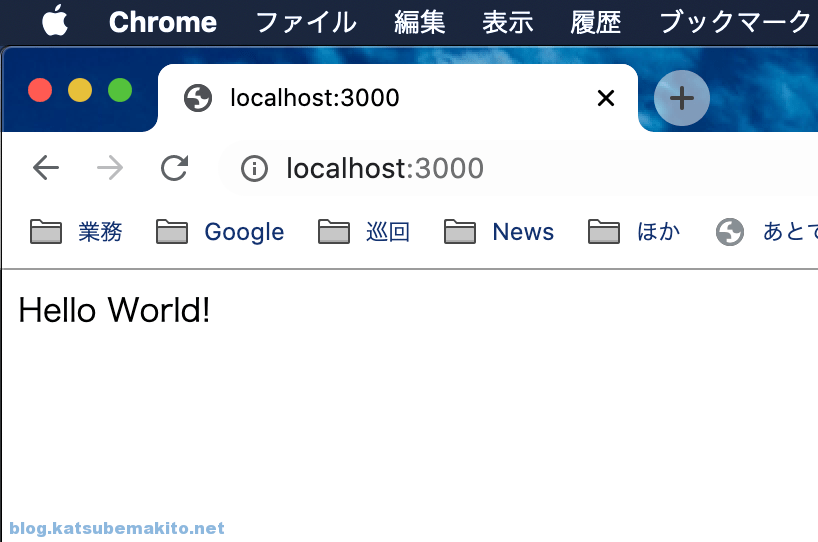 Chrome ファイル 編集 表示 履歴 ブックマーク
localhost:3000
localhost:3000
業務 Google 巡回 News ほか あとで
Hello World!
blog.katsubemakito.net